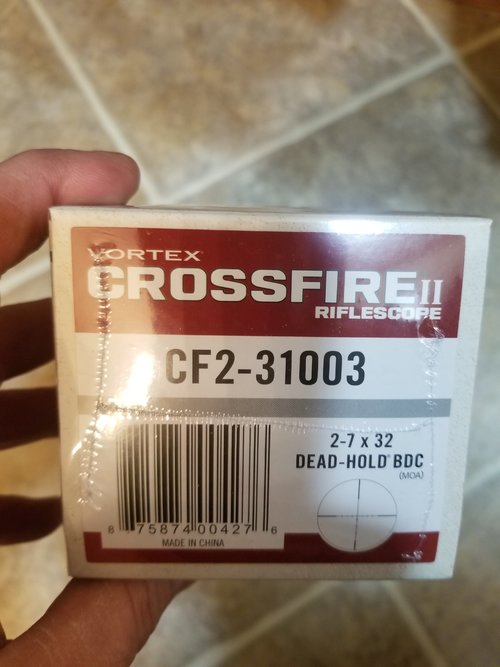 VORTEX
CROSSFIRE II
RIFLESCOPE
CF2-31003
2-7 x 32
DEAD-HOLD® BDC
(MOA)
8 75874 00427 6
MADE IN CHINA